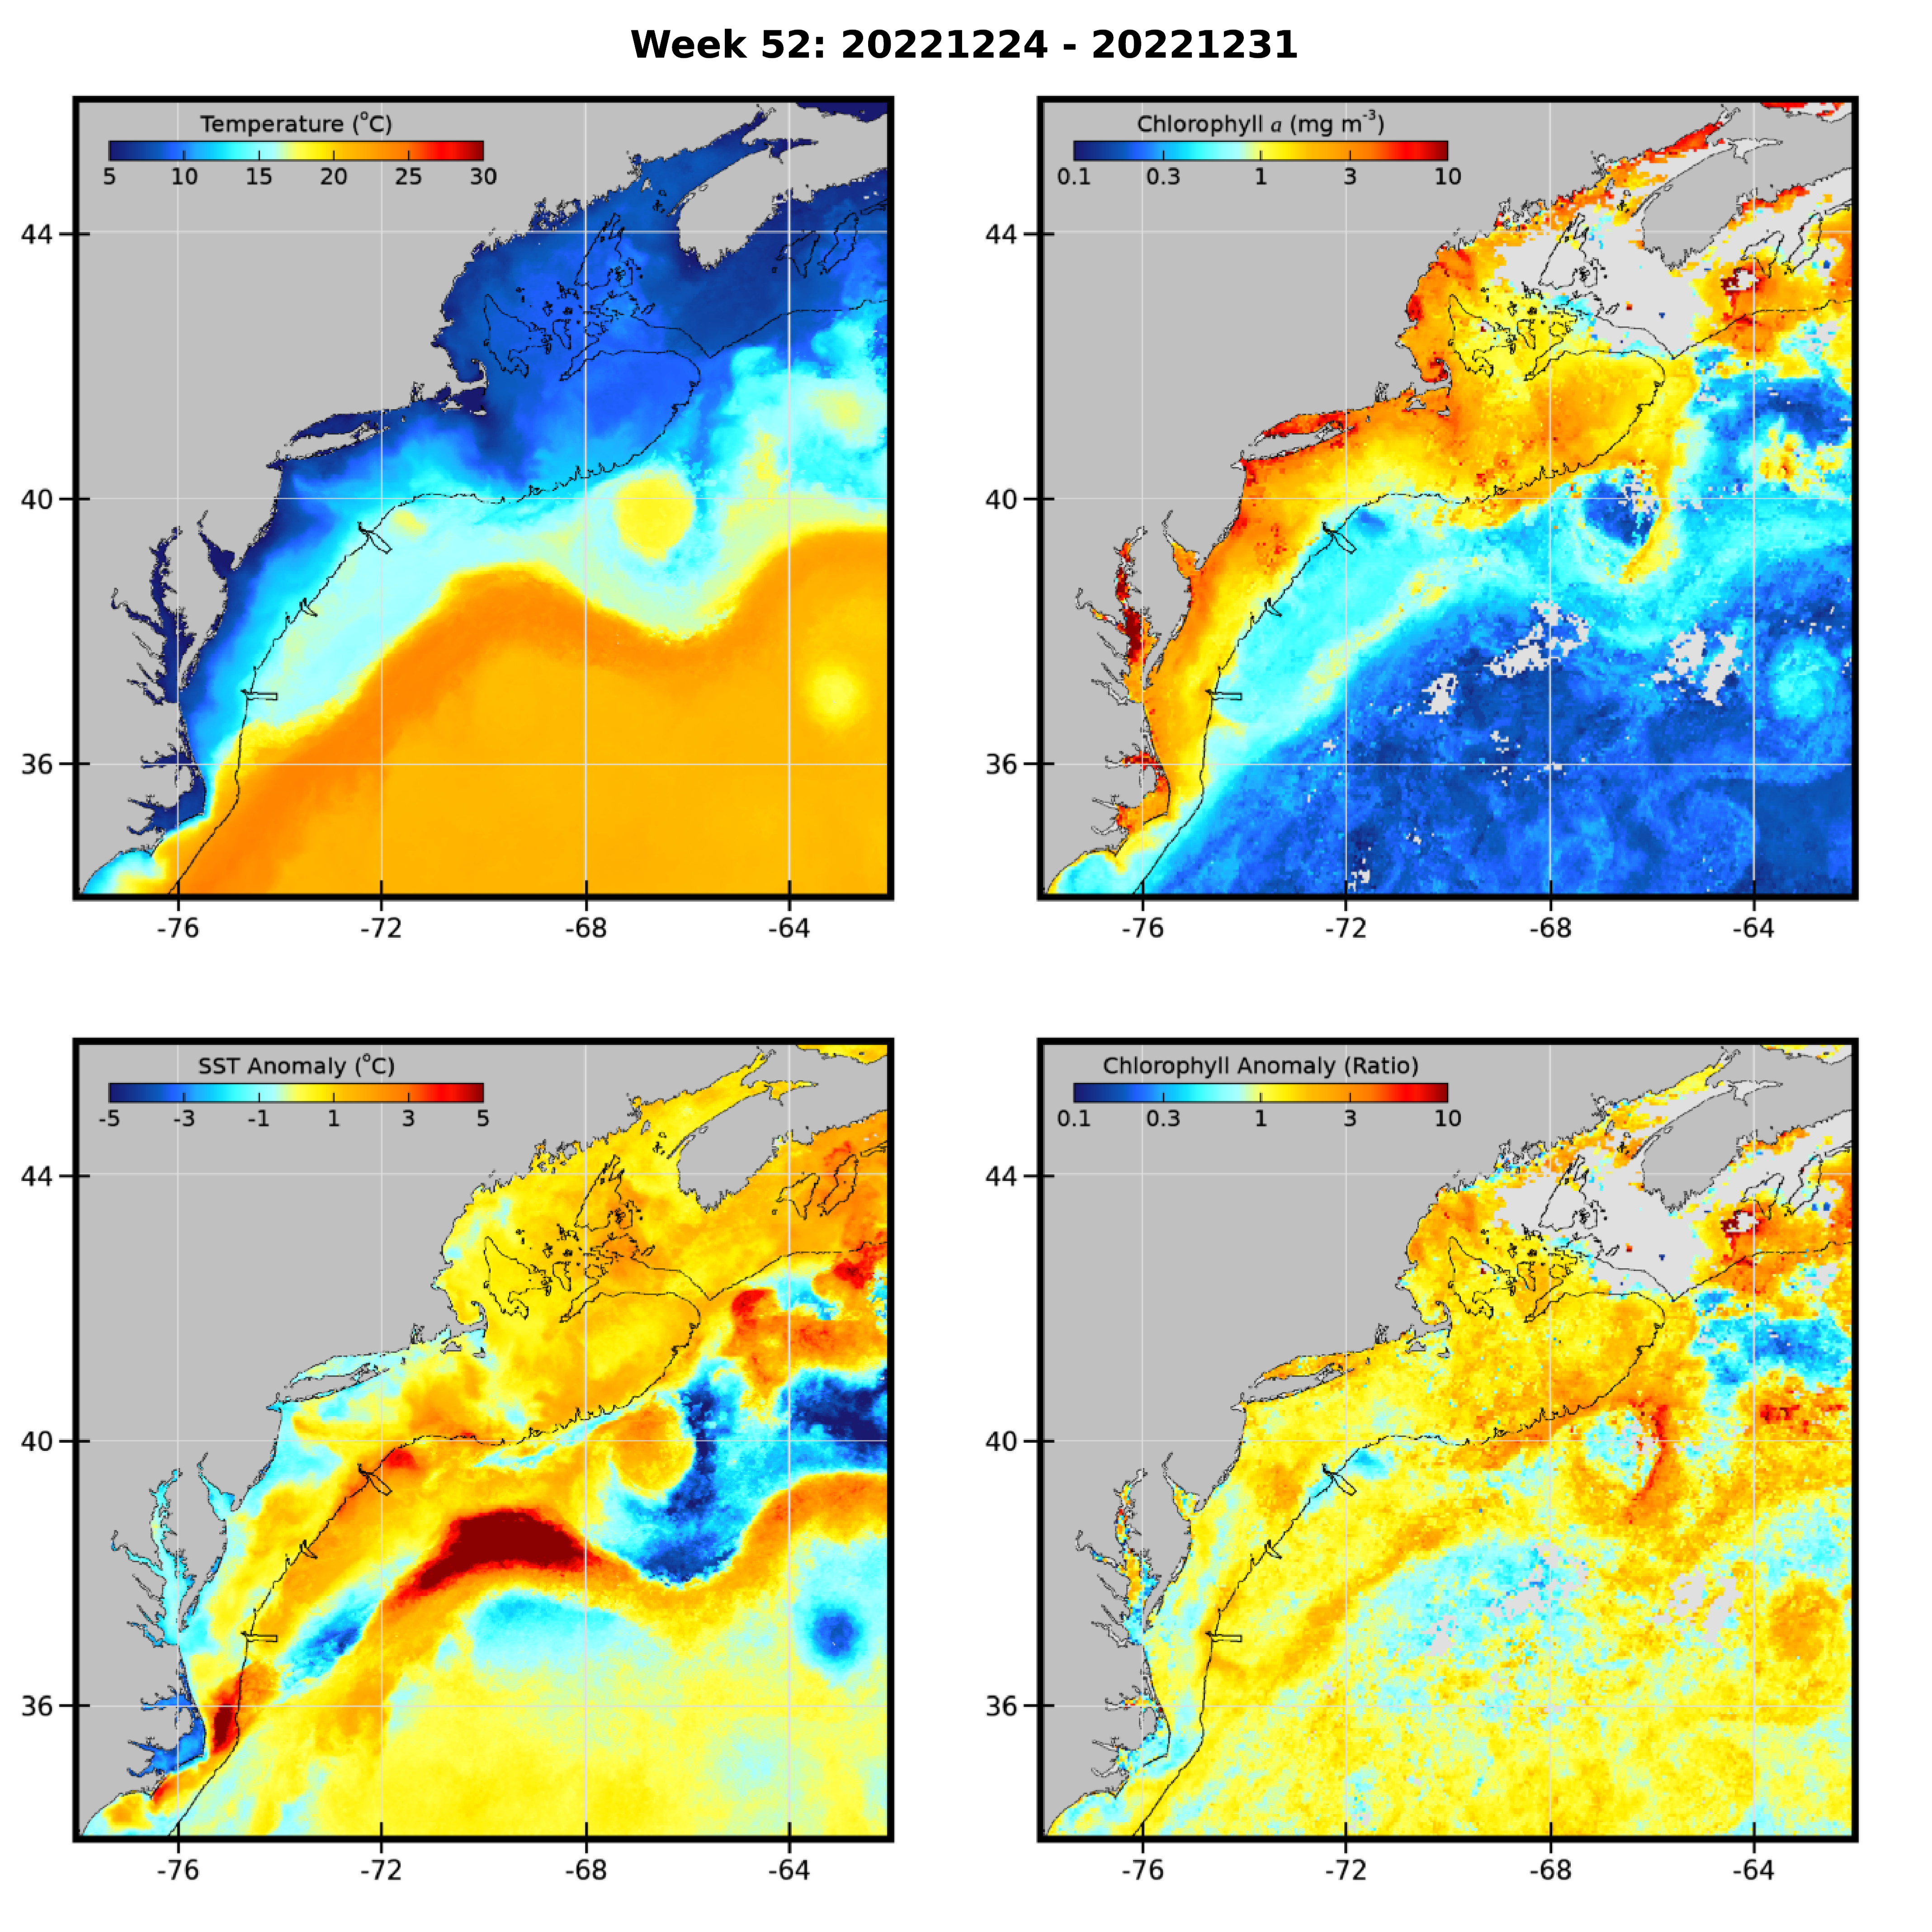 Week 52: 20221224 - 20221231
Temperature (°C)
5 10 15 20 25 30
44
40
36
-76 -72 -68 -64
Chlorophyll a (mg m⁻³)
0.1 0.3 1 3 10
44
40
36
-76 -72 -68 -64
SST Anomaly (°C)
-5 -3 -1 1 3 5
44
40
36
-76 -72 -68 -64
Chlorophyll Anomaly (Ratio)
0.1 0.3 1 3 10
44
40
36
-76 -72 -68 -64